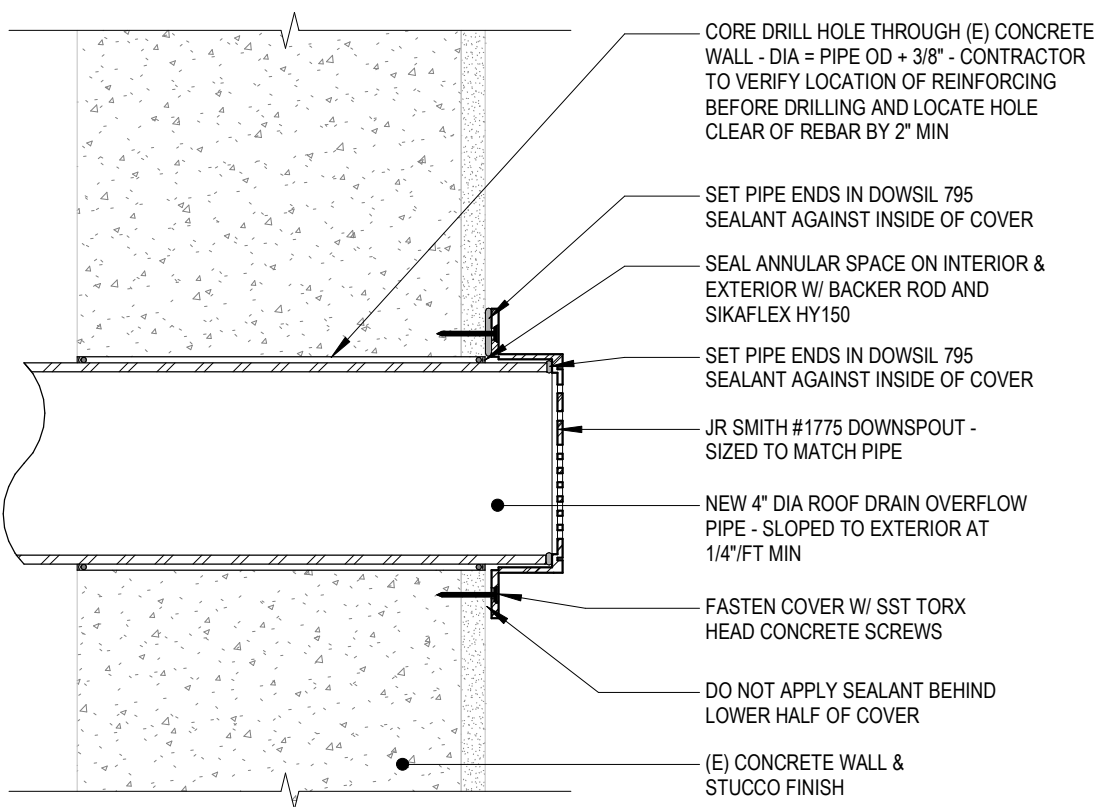 CORE DRILL HOLE THROUGH (E) CONCRETE
WALL - DIA = PIPE OD + 3/8" - CONTRACTOR
TO VERIFY LOCATION OF REINFORCING
BEFORE DRILLING AND LOCATE HOLE
CLEAR OF REBAR BY 2" MIN
SET PIPE ENDS IN DOWSIL 795
SEALANT AGAINST INSIDE OF COVER
SEAL ANNULAR SPACE ON INTERIOR &
EXTERIOR W/ BACKER ROD AND
SIKAFLEX HY150
SET PIPE ENDS IN DOWSIL 795
SEALANT AGAINST INSIDE OF COVER
JR SMITH #1775 DOWNSPOUT -
SIZED TO MATCH PIPE
NEW 4" DIA ROOF DRAIN OVERFLOW
PIPE - SLOPED TO EXTERIOR AT
1/4"/FT MIN
FASTEN COVER W/ SST TORX
HEAD CONCRETE SCREWS
DO NOT APPLY SEALANT BEHIND
LOWER HALF OF COVER
(E) CONCRETE WALL &
STUCCO FINISH